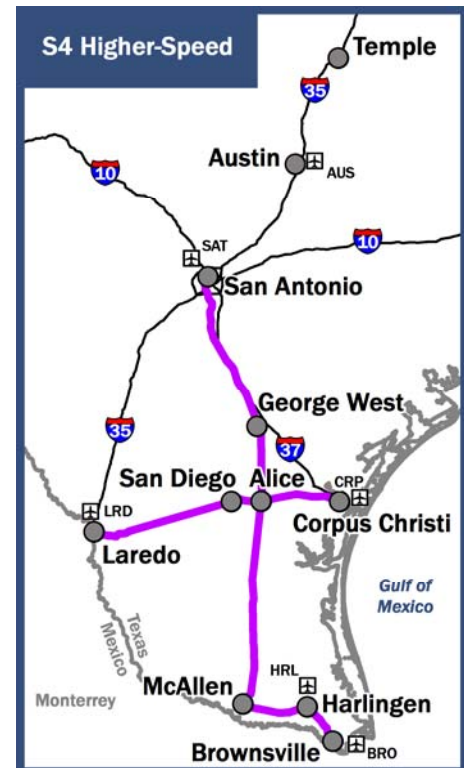 S4 Higher-Speed
Temple
35
Austin
AUS
10
SAT
10
San Antonio
George West
35
37
San Diego
Alice
CRP
LRD
Corpus Christi
Laredo
Gulf of
Mexico
Texas
Mexico
McAllen
HRL
Harlingen
Monterrey
Brownsville
BRO